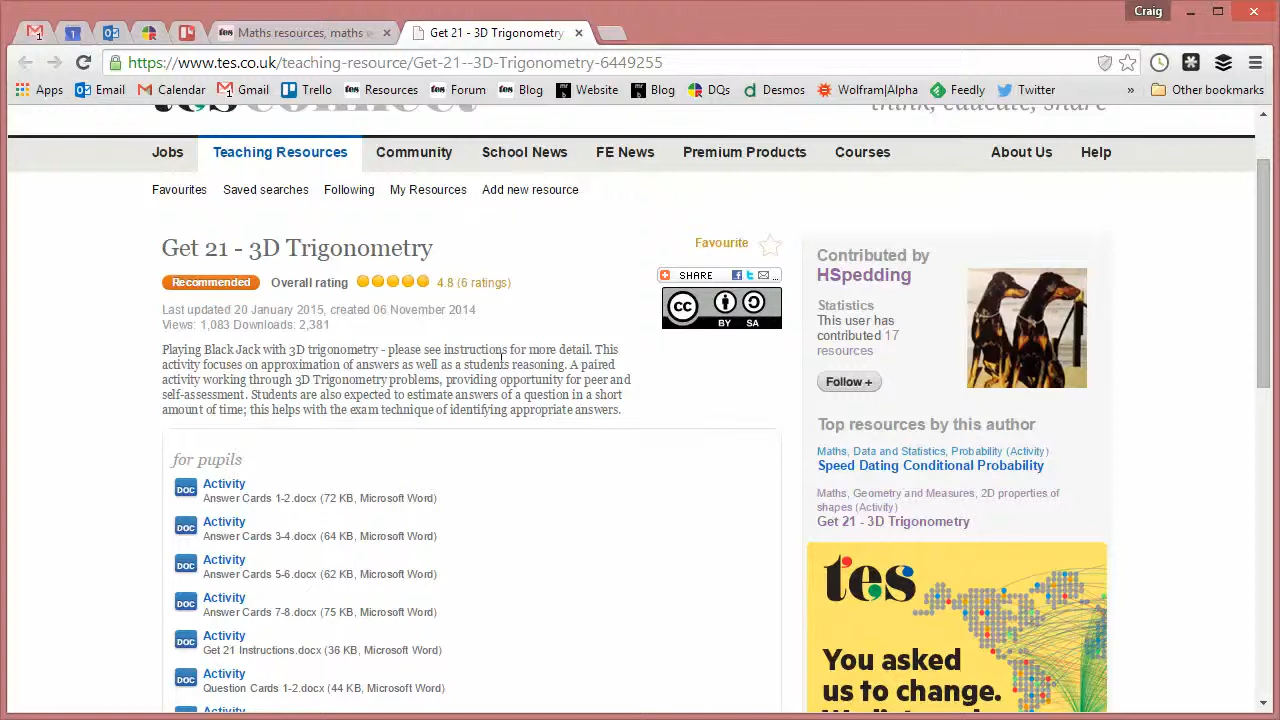 Craig
Maths resources, maths w
Get 21 - 3D Trigonometry
https://www.tes.co.uk/teaching-resource/Get-21--3D-Trigonometry-6449255
Apps Email Calendar Gmail Trello Resources Forum Blog Website Blog DQs Desmos Wolfram|Alpha Feedly Twitter » Other bookmarks
tes connect
think, educate, share
Jobs Teaching Resources Community School News FE News Premium Products Courses About Us Help
Favourites Saved searches Following My Resources Add new resource
Get 21 - 3D Trigonometry
Favourite
Recommended Overall rating 4.8 (6 ratings)
SHARE ...
Last updated 20 January 2015, created 06 November 2014
Views: 1,083 Downloads: 2,381
CC BY SA
Playing Black Jack with 3D trigonometry - please see instructions for more detail. This
activity focuses on approximation of answers as well as a students reasoning. A paired
activity working through 3D Trigonometry problems, providing opportunity for peer and
self-assessment. Students are also expected to estimate answers of a question in a short
amount of time; this helps with the exam technique of identifying appropriate answers.
for pupils
DOC Activity
Answer Cards 1-2.docx (72 KB, Microsoft Word)
DOC Activity
Answer Cards 3-4.docx (64 KB, Microsoft Word)
DOC Activity
Answer Cards 5-6.docx (62 KB, Microsoft Word)
DOC Activity
Answer Cards 7-8.docx (75 KB, Microsoft Word)
DOC Activity
Get 21 Instructions.docx (36 KB, Microsoft Word)
DOC Activity
Question Cards 1-2.docx (44 KB, Microsoft Word)
Activity
Contributed by
HSpedding
Statistics
This user has
contributed 17
resources
Follow +
Top resources by this author
Maths, Data and Statistics, Probability (Activity)
Speed Dating Conditional Probability
Maths, Geometry and Measures, 2D properties of
shapes (Activity)
Get 21 - 3D Trigonometry
tes
You asked
us to change.